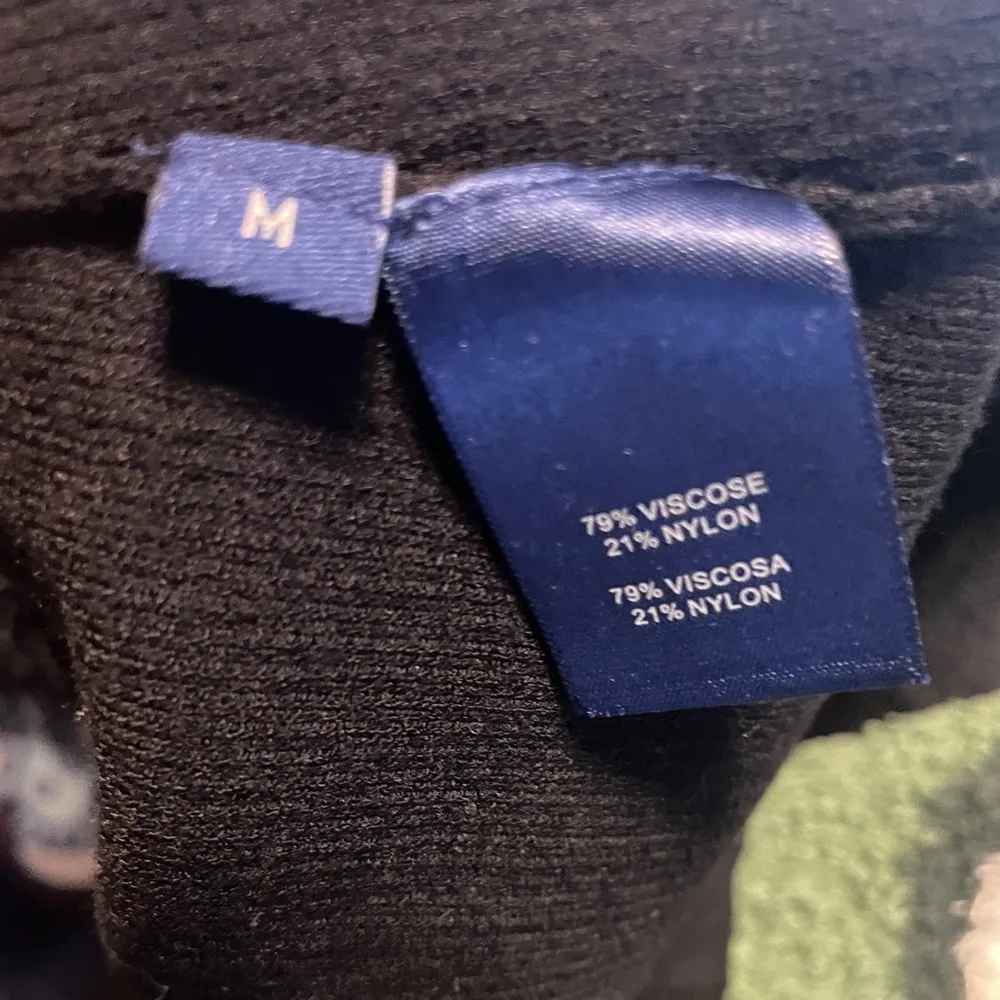 M
79% VISCOSE
21% NYLON
79% VISCOSA
21% NYLON